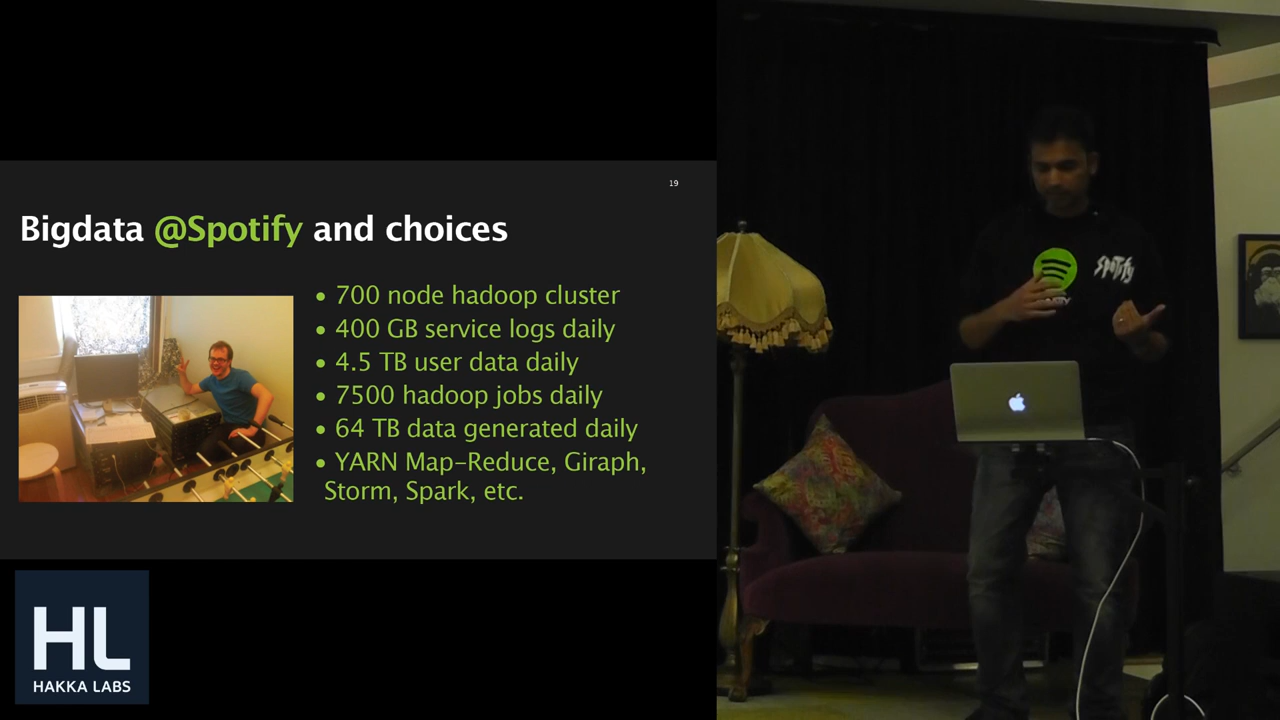 19
Bigdata @Spotify and choices
• 700 node hadoop cluster
• 400 GB service logs daily
• 4.5 TB user data daily
• 7500 hadoop jobs daily
• 64 TB data generated daily
• YARN Map-Reduce, Giraph,
Storm, Spark, etc.
HL
HAKKA LABS
Spotify